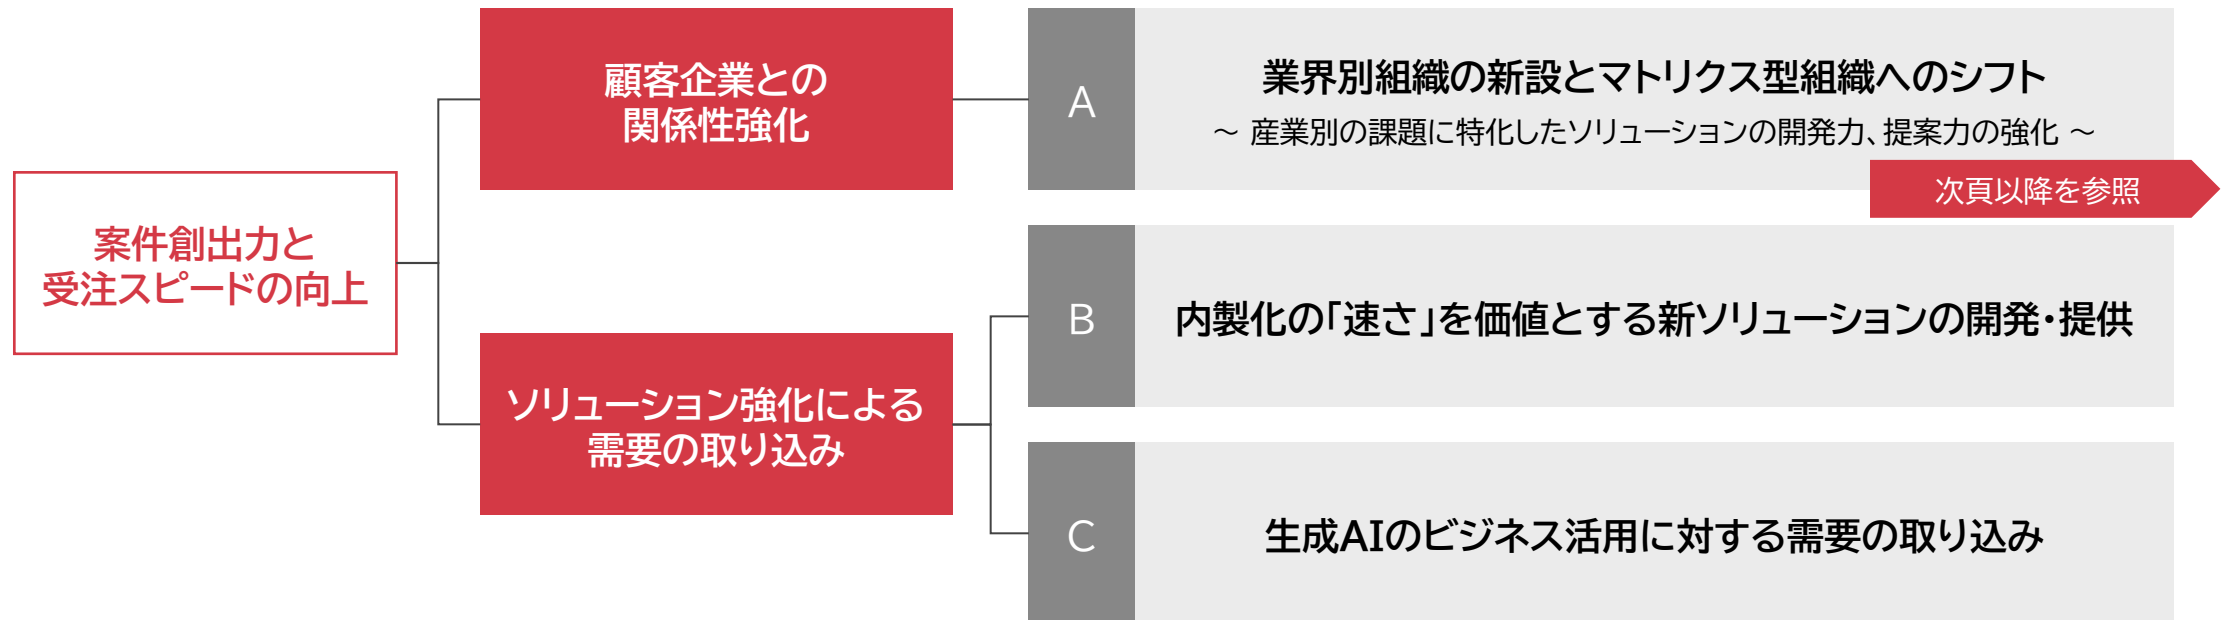 案件創出力と
受注スピードの向上
顧客企業との
関係性強化
A
業界別組織の新設とマトリクス型組織へのシフト
～ 産業別の課題に特化したソリューションの開発力、提案力の強化 ～
次頁以降を参照
ソリューション強化による
需要の取り込み
B
内製化の｢速さ｣を価値とする新ソリューションの開発・提供
C
生成AIのビジネス活用に対する需要の取り込み